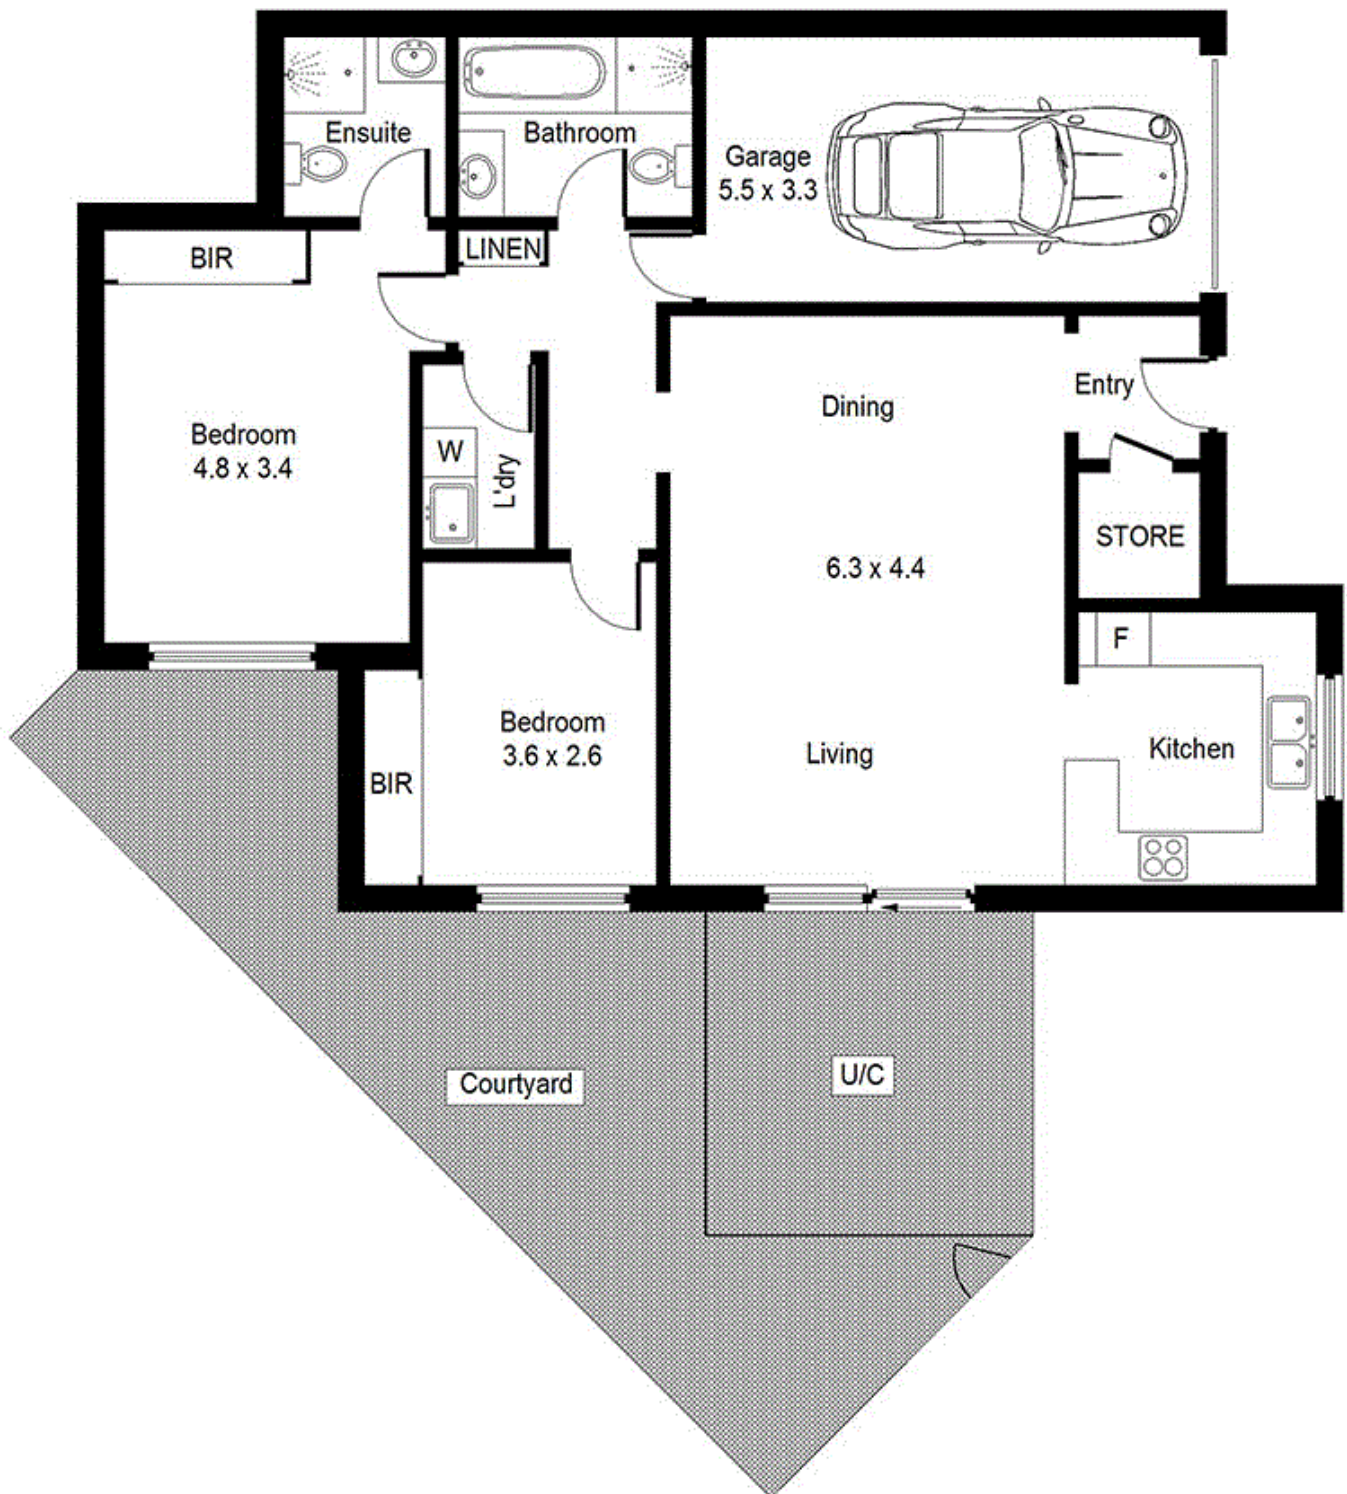 Ensuite
Bathroom
Garage
5.5 x 3.3
BIR
LINEN
Entry
Dining
Bedroom
4.8 x 3.4
W
L'dry
STORE
6.3 x 4.4
F
Bedroom
3.6 x 2.6
Living
Kitchen
BIR
U/C
Courtyard